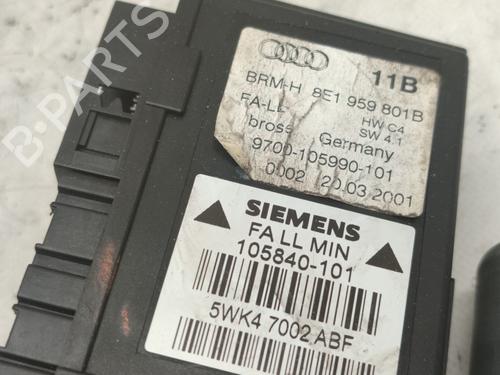 B-PARTS
11B
BRM-H 8E1 959 801B
FA-LL HW C4
SW 4.1
brose Germany
9700-105990-101
0002 20.03.2001
SIEMENS
FA LL MIN
105840-101
5WK4 7002 ABF